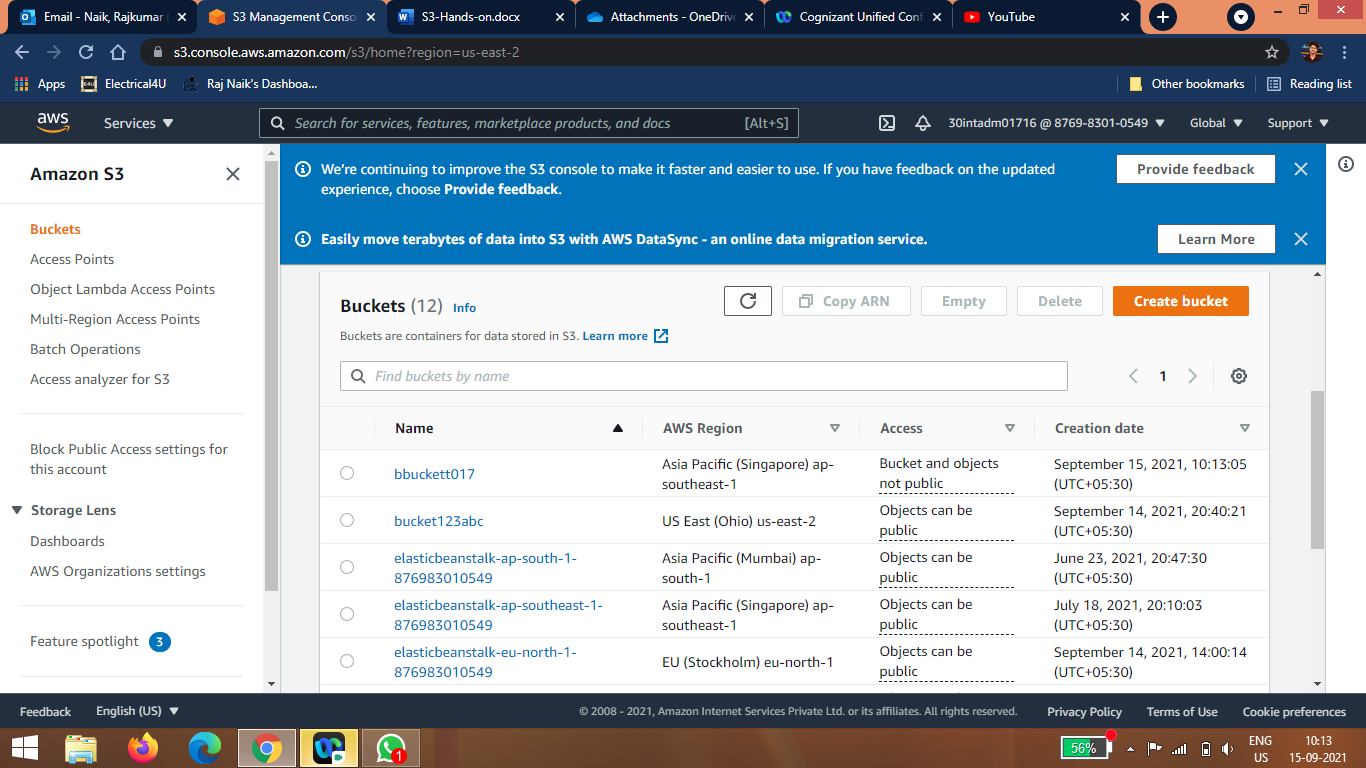 Email - Naik, Rajkumar
S3 Management Conso
S3-Hands-on.docx
Attachments - OneDrive
Cognizant Unified Conf
YouTube
s3.console.aws.amazon.com/s3/home?region=us-east-2
Apps
Electrical4U
Raj Naik's Dashboa...
Other bookmarks
Reading list
aws
Services
Search for services, features, marketplace products, and docs
[Alt+S]
30intadm01716 @ 8769-8301-0549
Global
Support
Amazon S3
Buckets
Access Points
Object Lambda Access Points
Multi-Region Access Points
Batch Operations
Access analyzer for S3
Block Public Access settings for
this account
Storage Lens
Dashboards
AWS Organizations settings
Feature spotlight 3
We're continuing to improve the S3 console to make it faster and easier to use. If you have feedback on the updated
experience, choose Provide feedback.
Provide feedback
Easily move terabytes of data into S3 with AWS DataSync - an online data migration service.
Learn More
Buckets (12) Info
Copy ARN
Empty
Delete
Create bucket
Buckets are containers for data stored in S3. Learn more
Find buckets by name
1
Name
AWS Region
Access
Creation date
bbuckett017
Asia Pacific (Singapore) ap-
southeast-1
Bucket and objects
not public
September 15, 2021, 10:13:05
(UTC+05:30)
bucket123abc
US East (Ohio) us-east-2
Objects can be
public
September 14, 2021, 20:40:21
(UTC+05:30)
elasticbeanstalk-ap-south-1-
876983010549
Asia Pacific (Mumbai) ap-
south-1
Objects can be
public
June 23, 2021, 20:47:30
(UTC+05:30)
elasticbeanstalk-ap-southeast-1-
876983010549
Asia Pacific (Singapore) ap-
southeast-1
Objects can be
public
July 18, 2021, 20:10:03
(UTC+05:30)
elasticbeanstalk-eu-north-1-
876983010549
EU (Stockholm) eu-north-1
Objects can be
public
September 14, 2021, 14:00:14
(UTC+05:30)
Feedback
English (US)
© 2008 - 2021, Amazon Internet Services Private Ltd. or its affiliates. All rights reserved.
Privacy Policy
Terms of Use
Cookie preferences
1
56%
ENG
US
10:13
15-09-2021